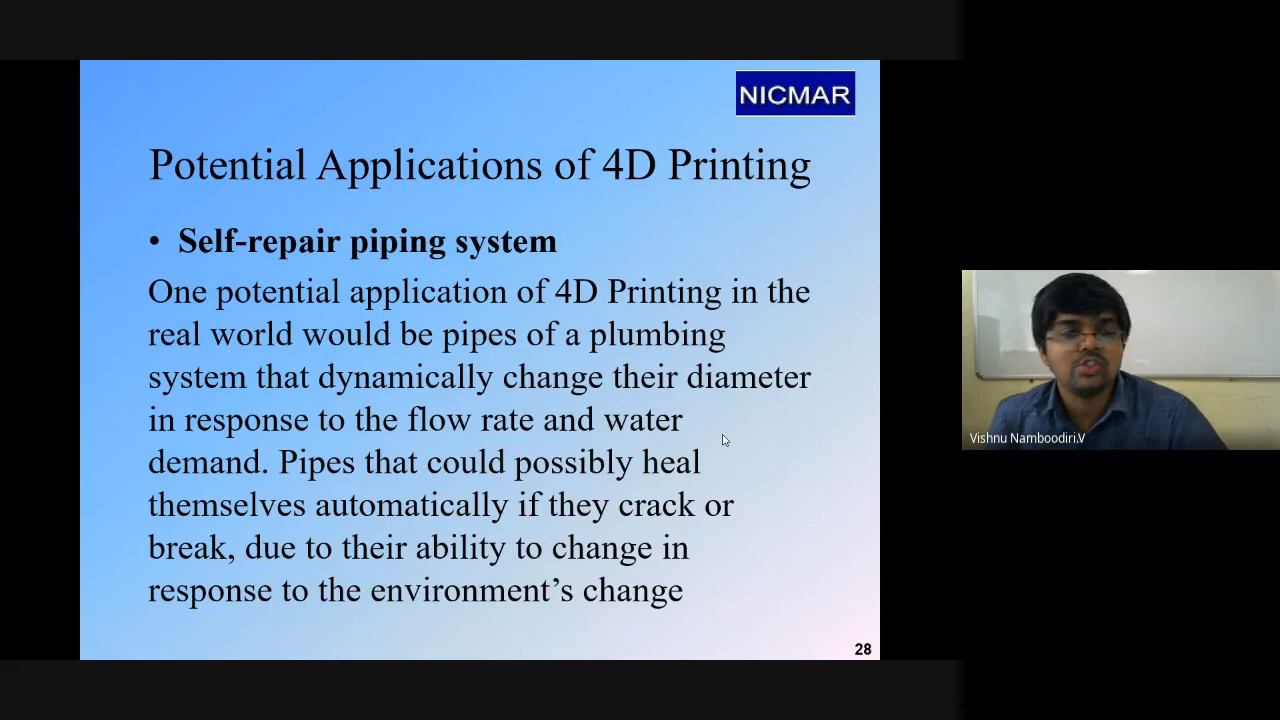 NICMAR
Potential Applications of 4D Printing
• Self-repair piping system
One potential application of 4D Printing in the
real world would be pipes of a plumbing
system that dynamically change their diameter
in response to the flow rate and water
demand. Pipes that could possibly heal
themselves automatically if they crack or
break, due to their ability to change in
response to the environment’s change
28
Vishnu Namboodiri.V